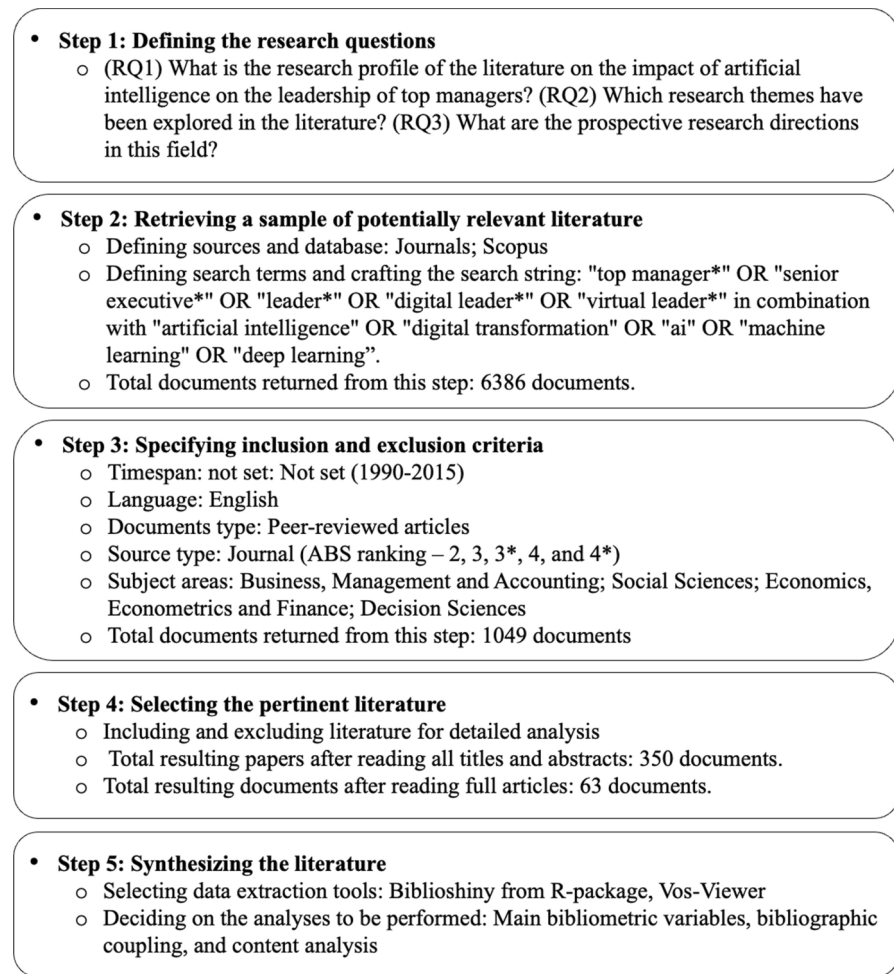 • Step 1: Defining the research questions
o (RQ1) What is the research profile of the literature on the impact of artificial
intelligence on the leadership of top managers? (RQ2) Which research themes have
been explored in the literature? (RQ3) What are the prospective research directions
in this field?
• Step 2: Retrieving a sample of potentially relevant literature
o Defining sources and database: Journals; Scopus
o Defining search terms and crafting the search string: "top manager*" OR "senior
executive*" OR "leader*" OR "digital leader*" OR "virtual leader*" in combination
with "artificial intelligence" OR "digital transformation" OR "ai" OR "machine
learning" OR "deep learning”.
o Total documents returned from this step: 6386 documents.
• Step 3: Specifying inclusion and exclusion criteria
o Timespan: not set: Not set (1990-2015)
o Language: English
o Documents type: Peer-reviewed articles
o Source type: Journal (ABS ranking – 2, 3, 3*, 4, and 4*)
o Subject areas: Business, Management and Accounting; Social Sciences; Economics,
Econometrics and Finance; Decision Sciences
o Total documents returned from this step: 1049 documents
• Step 4: Selecting the pertinent literature
o Including and excluding literature for detailed analysis
o Total resulting papers after reading all titles and abstracts: 350 documents.
o Total resulting documents after reading full articles: 63 documents.
• Step 5: Synthesizing the literature
o Selecting data extraction tools: Biblioshiny from R-package, Vos-Viewer
o Deciding on the analyses to be performed: Main bibliometric variables, bibliographic
coupling, and content analysis